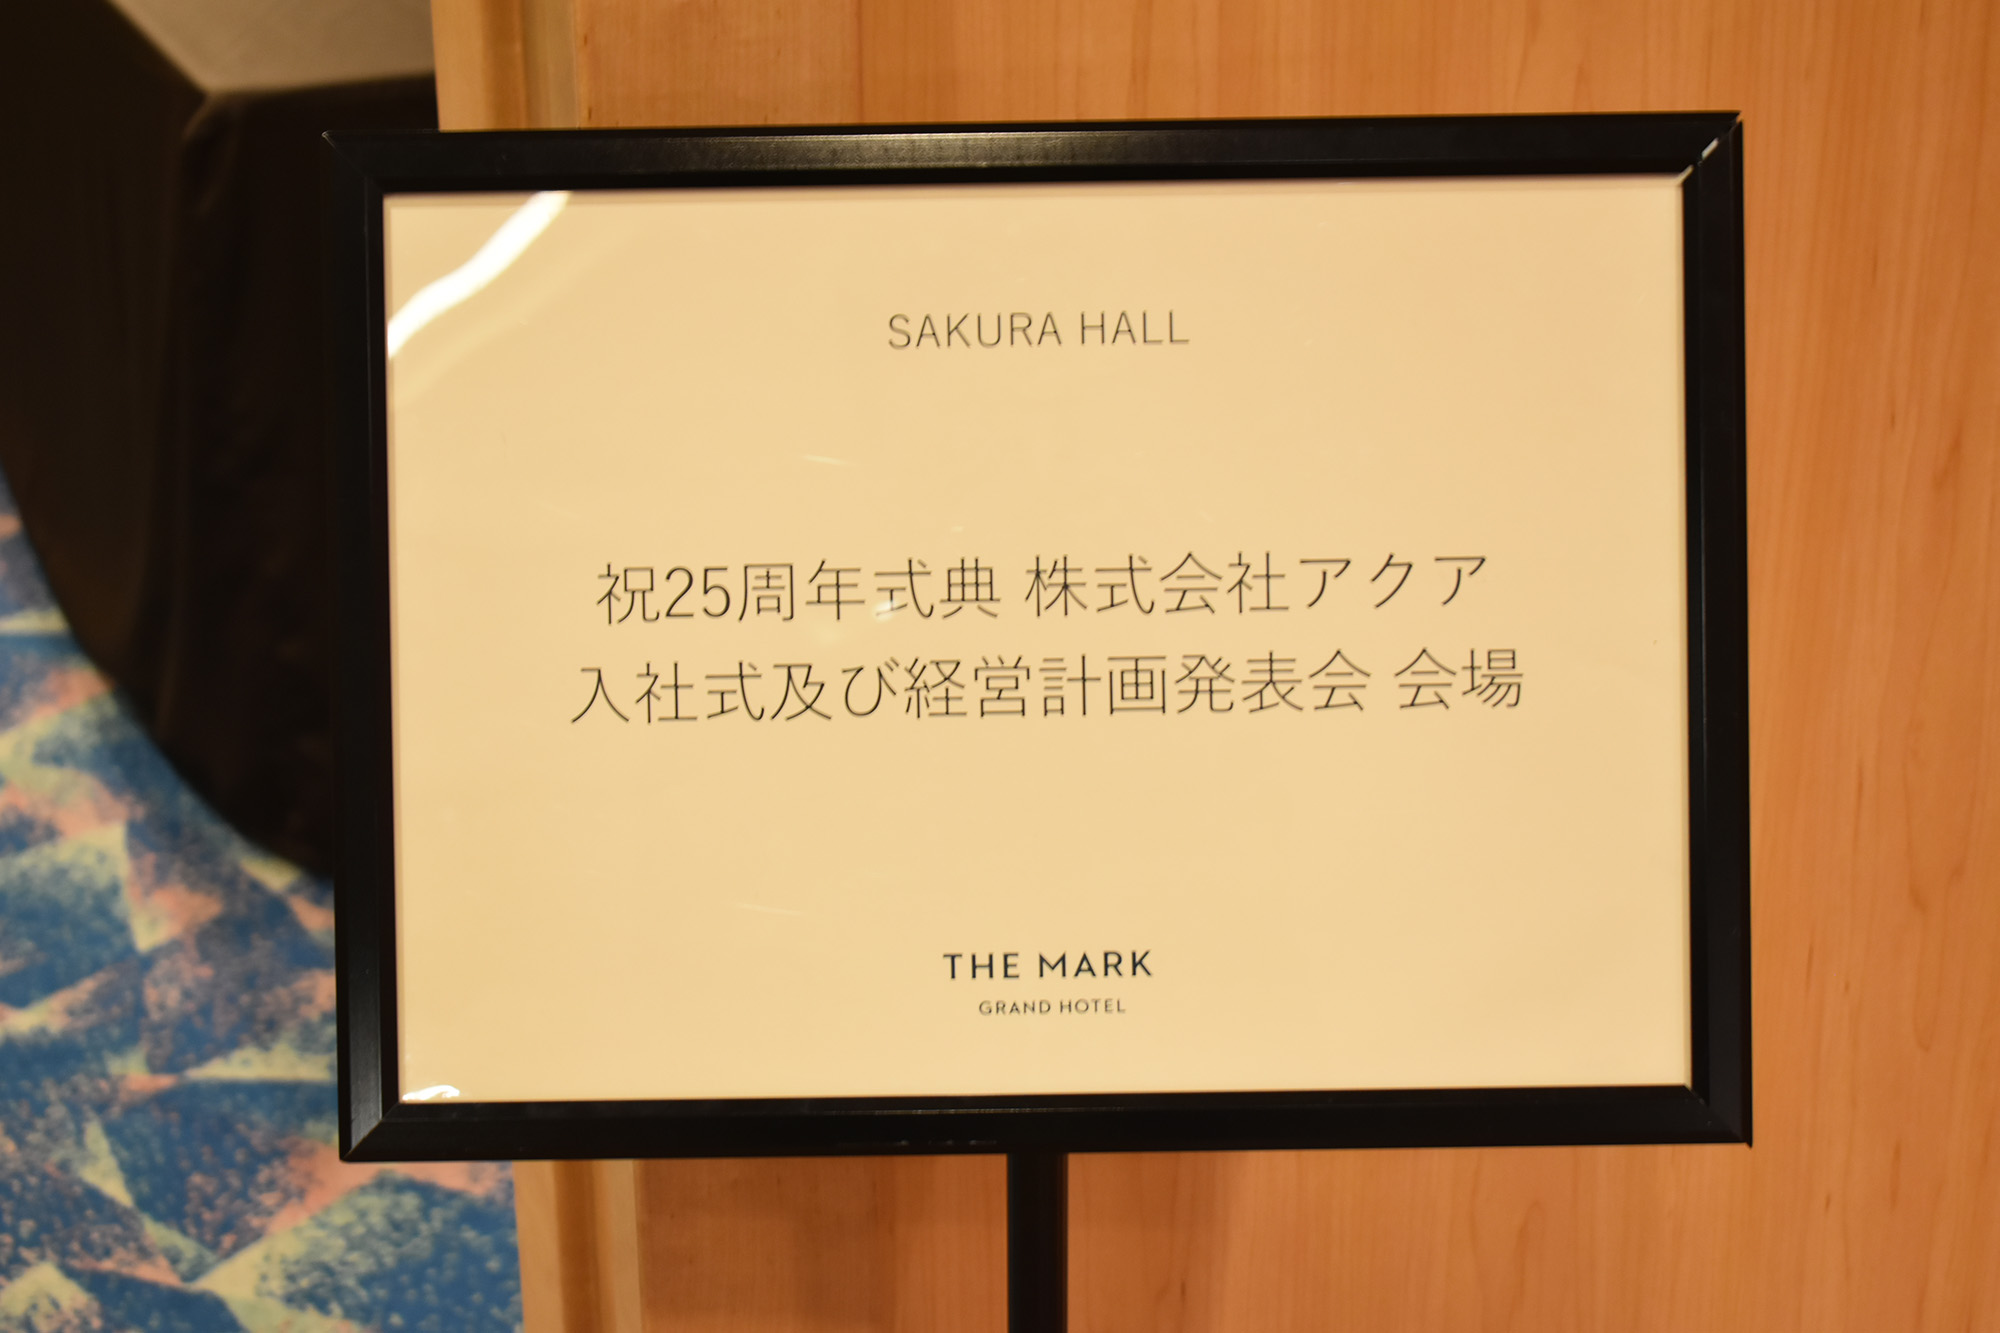 SAKURA HALL
祝25周年式典 株式会社アクア
入社式及び経営計画発表会 会場
THE MARK
GRAND HOTEL